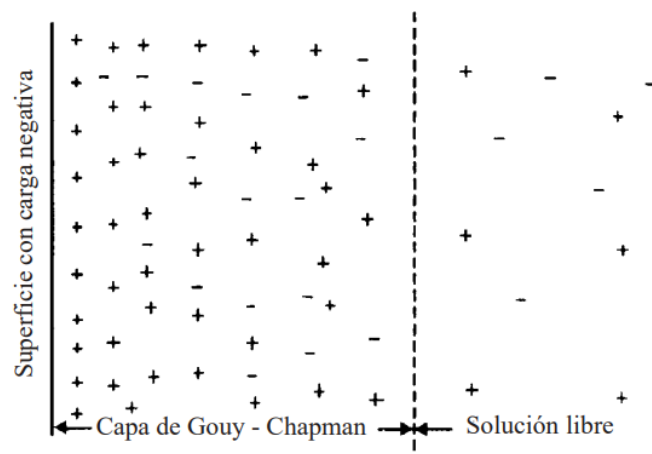 Superficie con carga negativa
Capa de Gouy - Chapman
Solución libre